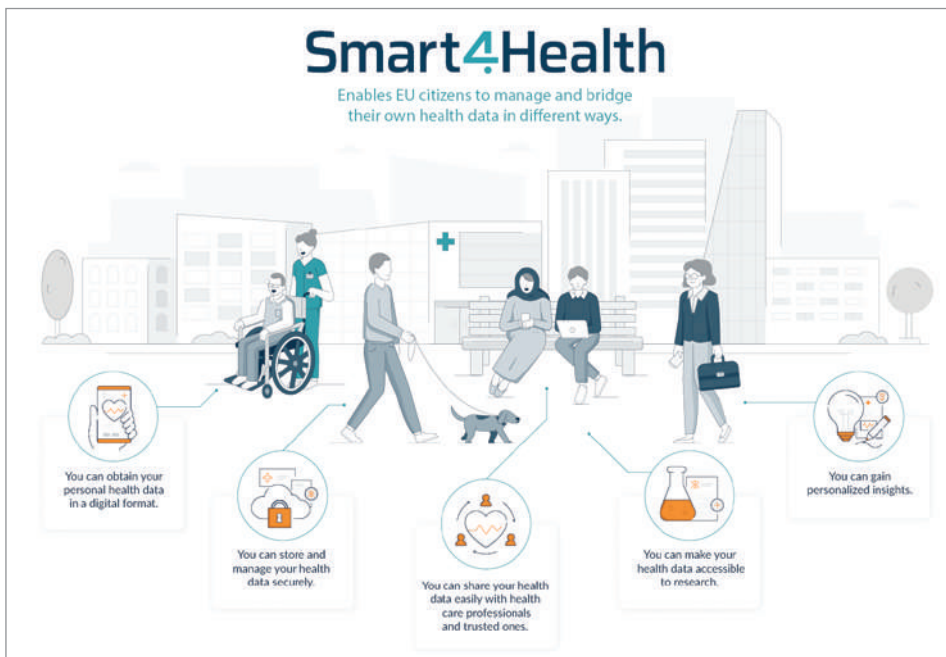 Smart4Health
Enables EU citizens to manage and bridge
their own health data in different ways.
You can obtain your
personal health data
in a digital format.
You can store and
manage your health
data securely.
You can share your health
data easily with health
care professionals
and trusted ones.
You can make your
health data accessible
to research.
You can gain
personalized insights.